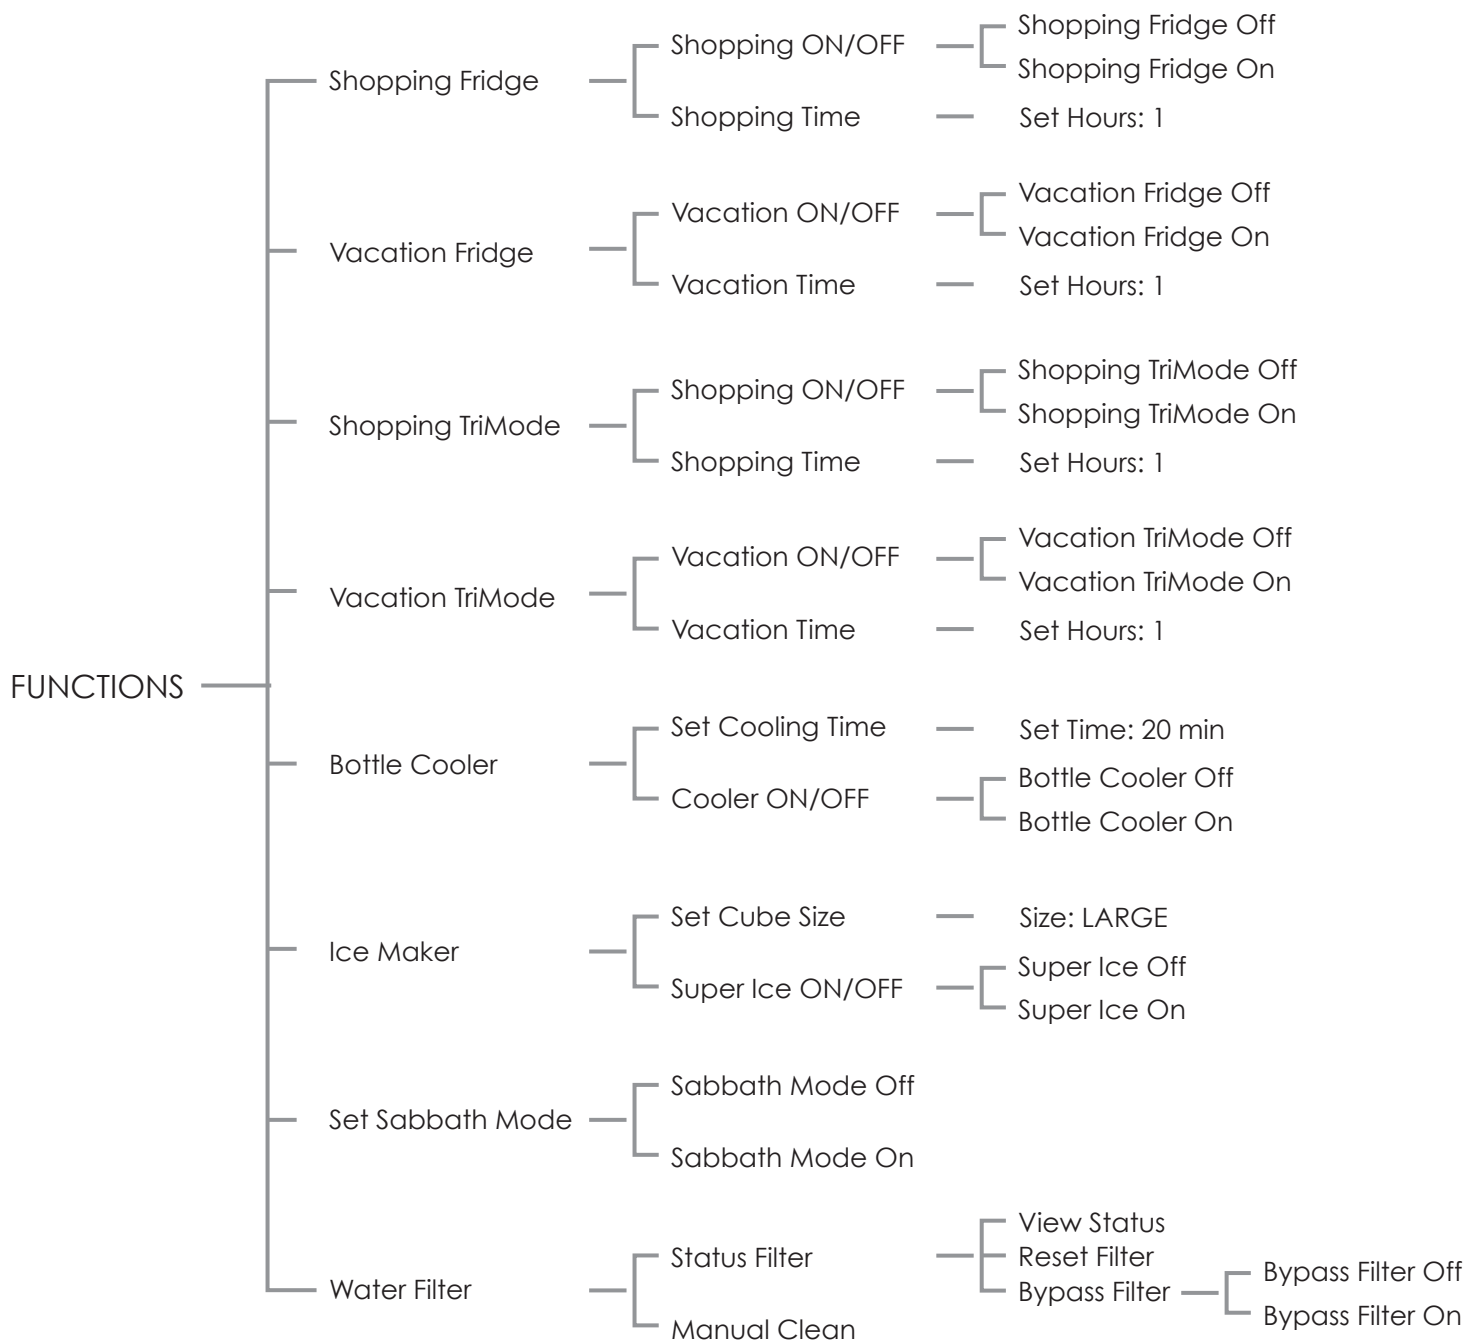 FUNCTIONS
Shopping Fridge
Shopping ON/OFF
Shopping Fridge Off
Shopping Fridge On
Shopping Time
Set Hours: 1
Vacation Fridge
Vacation ON/OFF
Vacation Fridge Off
Vacation Fridge On
Vacation Time
Set Hours: 1
Shopping TriMode
Shopping ON/OFF
Shopping TriMode Off
Shopping TriMode On
Shopping Time
Set Hours: 1
Vacation TriMode
Vacation ON/OFF
Vacation TriMode Off
Vacation TriMode On
Vacation Time
Set Hours: 1
Bottle Cooler
Set Cooling Time
Set Time: 20 min
Cooler ON/OFF
Bottle Cooler Off
Bottle Cooler On
Ice Maker
Set Cube Size
Size: LARGE
Super Ice ON/OFF
Super Ice Off
Super Ice On
Set Sabbath Mode
Sabbath Mode Off
Sabbath Mode On
Water Filter
Status Filter
View Status
Reset Filter
Bypass Filter
Bypass Filter Off
Bypass Filter On
Manual Clean